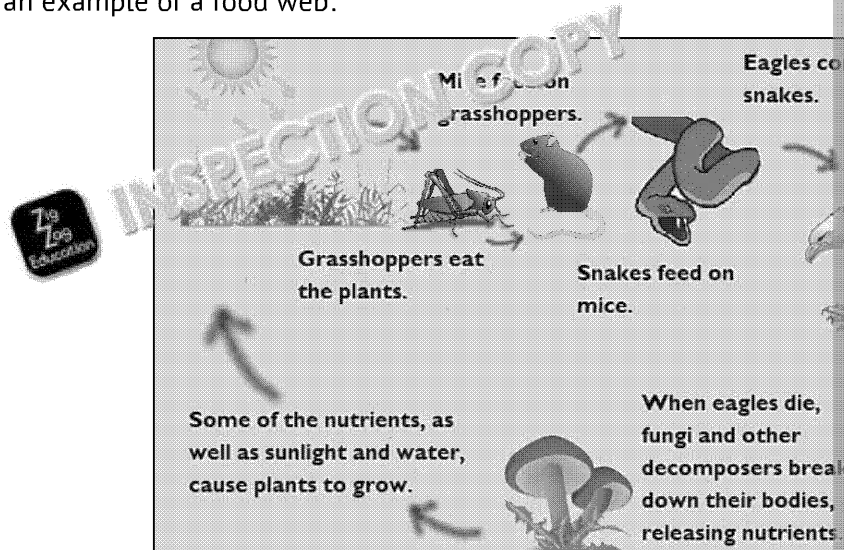 an example of a food web.
INSPECTION COPY
Zig
Zag
Education
Eagles co
snakes.
Mice feed on
grasshoppers.
Grasshoppers eat
the plants.
Snakes feed on
mice.
When eagles die,
fungi and other
decomposers break
down their bodies,
releasing nutrients.
Some of the nutrients, as
well as sunlight and water,
cause plants to grow.